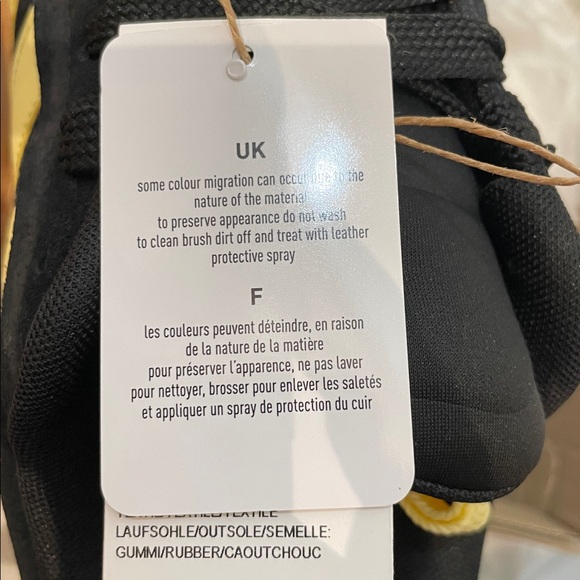 UK
some colour migration can occur due to the
nature of the material
to preserve appearance do not wash
to clean brush dirt off and treat with leather
protective spray
F
les couleurs peuvent déteindre, en raison
de la nature de la matière
pour préserver l'apparence, ne pas laver
pour nettoyer, brosser pour enlever les saletés
et appliquer un spray de protection du cuir
LAUFSOHLE/OUTSOLE/SEMELLE:
GUMMI/RUBBER/CAOUTCHOUC